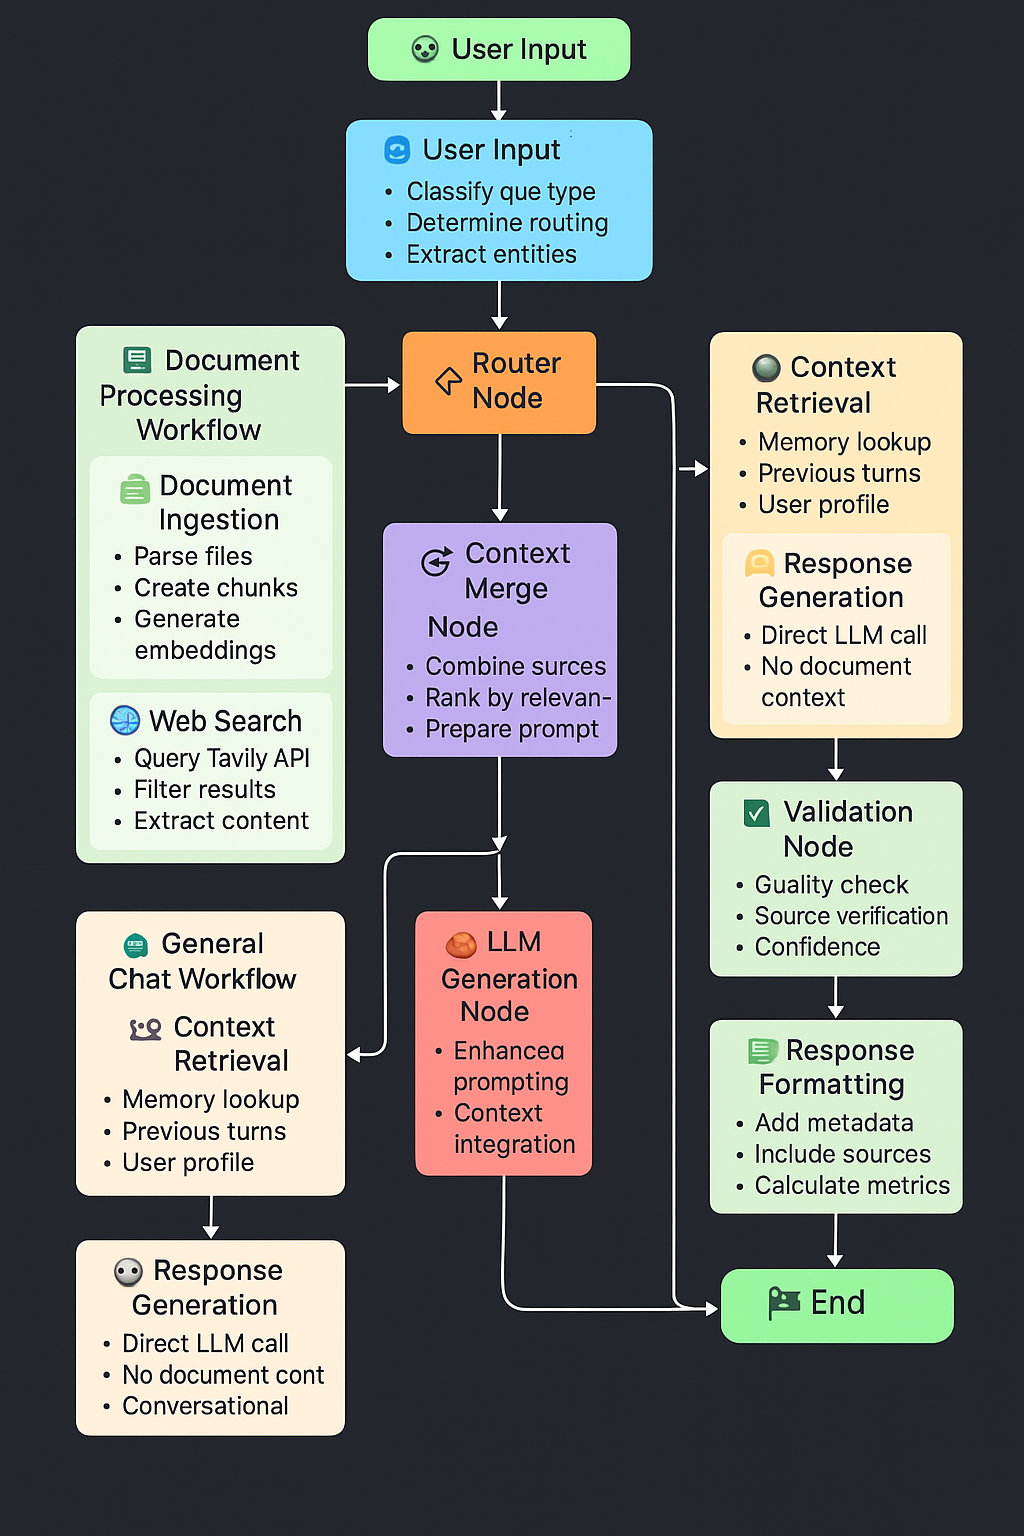 User Input
User Input
• Classify que type
• Determine routing
• Extract entities
Document
Processing
Workflow
Document
Ingestion
• Parse files
• Create chunks
• Generate
embeddings
Web Search
• Query Tavily API
• Filter results
• Extract content
Router
Node
Context
Merge
Node
• Combine surces
• Rank by relevan-
• Prepare prompt
Context
Retrieval
• Memory lookup
• Previous turns
• User profile
Response
Generation
• Direct LLM call
• No document
context
Validation
Node
• Guality check
• Source verification
• Confidence
General
Chat Workflow
Context
Retrieval
• Memory lookup
• Previous turns
• User profile
LLM
Generation
Node
• Enhancea
prompting
• Context
integration
Response
Formatting
• Add metadata
• Include sources
• Calculate metrics
Response
Generation
• Direct LLM call
• No document cont
• Conversational
End